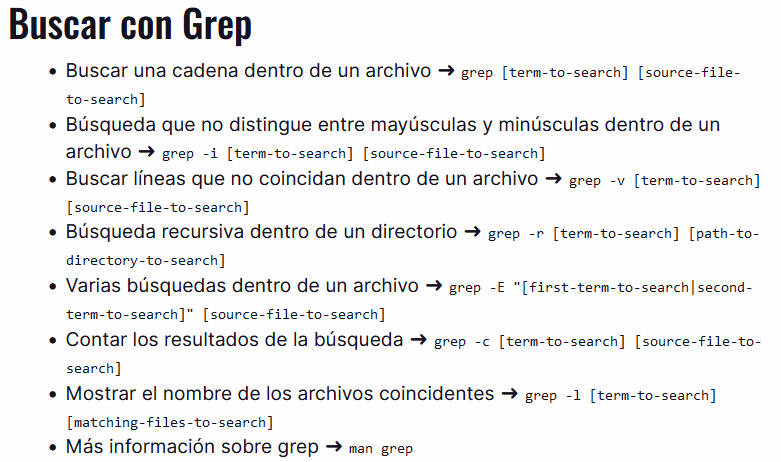 Buscar con Grep
• Buscar una cadena dentro de un archivo ➜ grep [term-to-search] [source-file-
to-search]
• Búsqueda que no distingue entre mayúsculas y minúsculas dentro de un
archivo ➜ grep -i [term-to-search] [source-file-to-search]
• Buscar líneas que no coincidan dentro de un archivo ➜ grep -v [term-to-search]
[source-file-to-search]
• Búsqueda recursiva dentro de un directorio ➜ grep -r [term-to-search] [path-to-
directory-to-search]
• Varias búsquedas dentro de un archivo ➜ grep -E "[first-term-to-search|second-
term-to-search]" [source-file-to-search]
• Contar los resultados de la búsqueda ➜ grep -c [term-to-search] [source-file-to-
search]
• Mostrar el nombre de los archivos coincidentes ➜ grep -l [term-to-search]
[matching-files-to-search]
• Más información sobre grep ➜ man grep